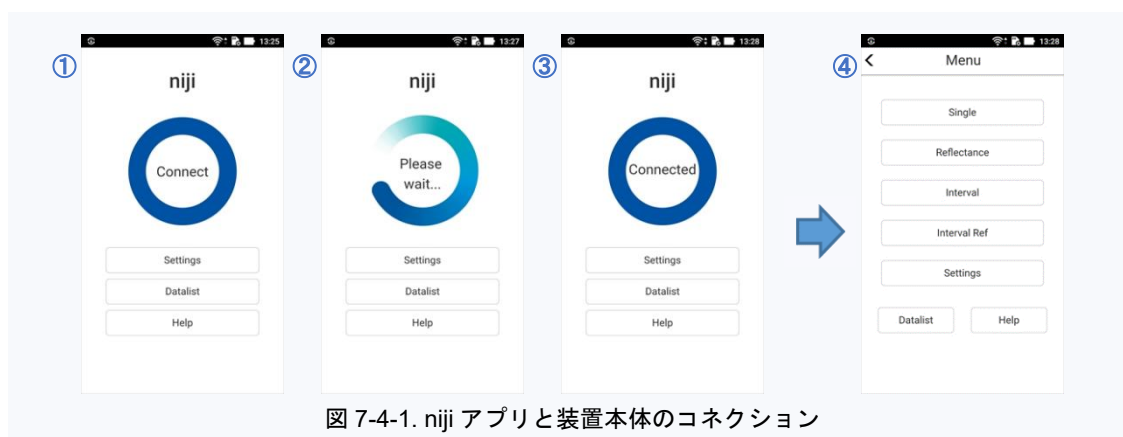 ① 13:25
niji
Connect
Settings
Datalist
Help
② 13:27
niji
Please
wait...
Settings
Datalist
Help
③ 13:28
niji
Connected
Settings
Datalist
Help
④ 13:28
Menu
Single
Reflectance
Interval
Interval Ref
Settings
Datalist Help
図 7-4-1. niji アプリと装置本体のコネクション